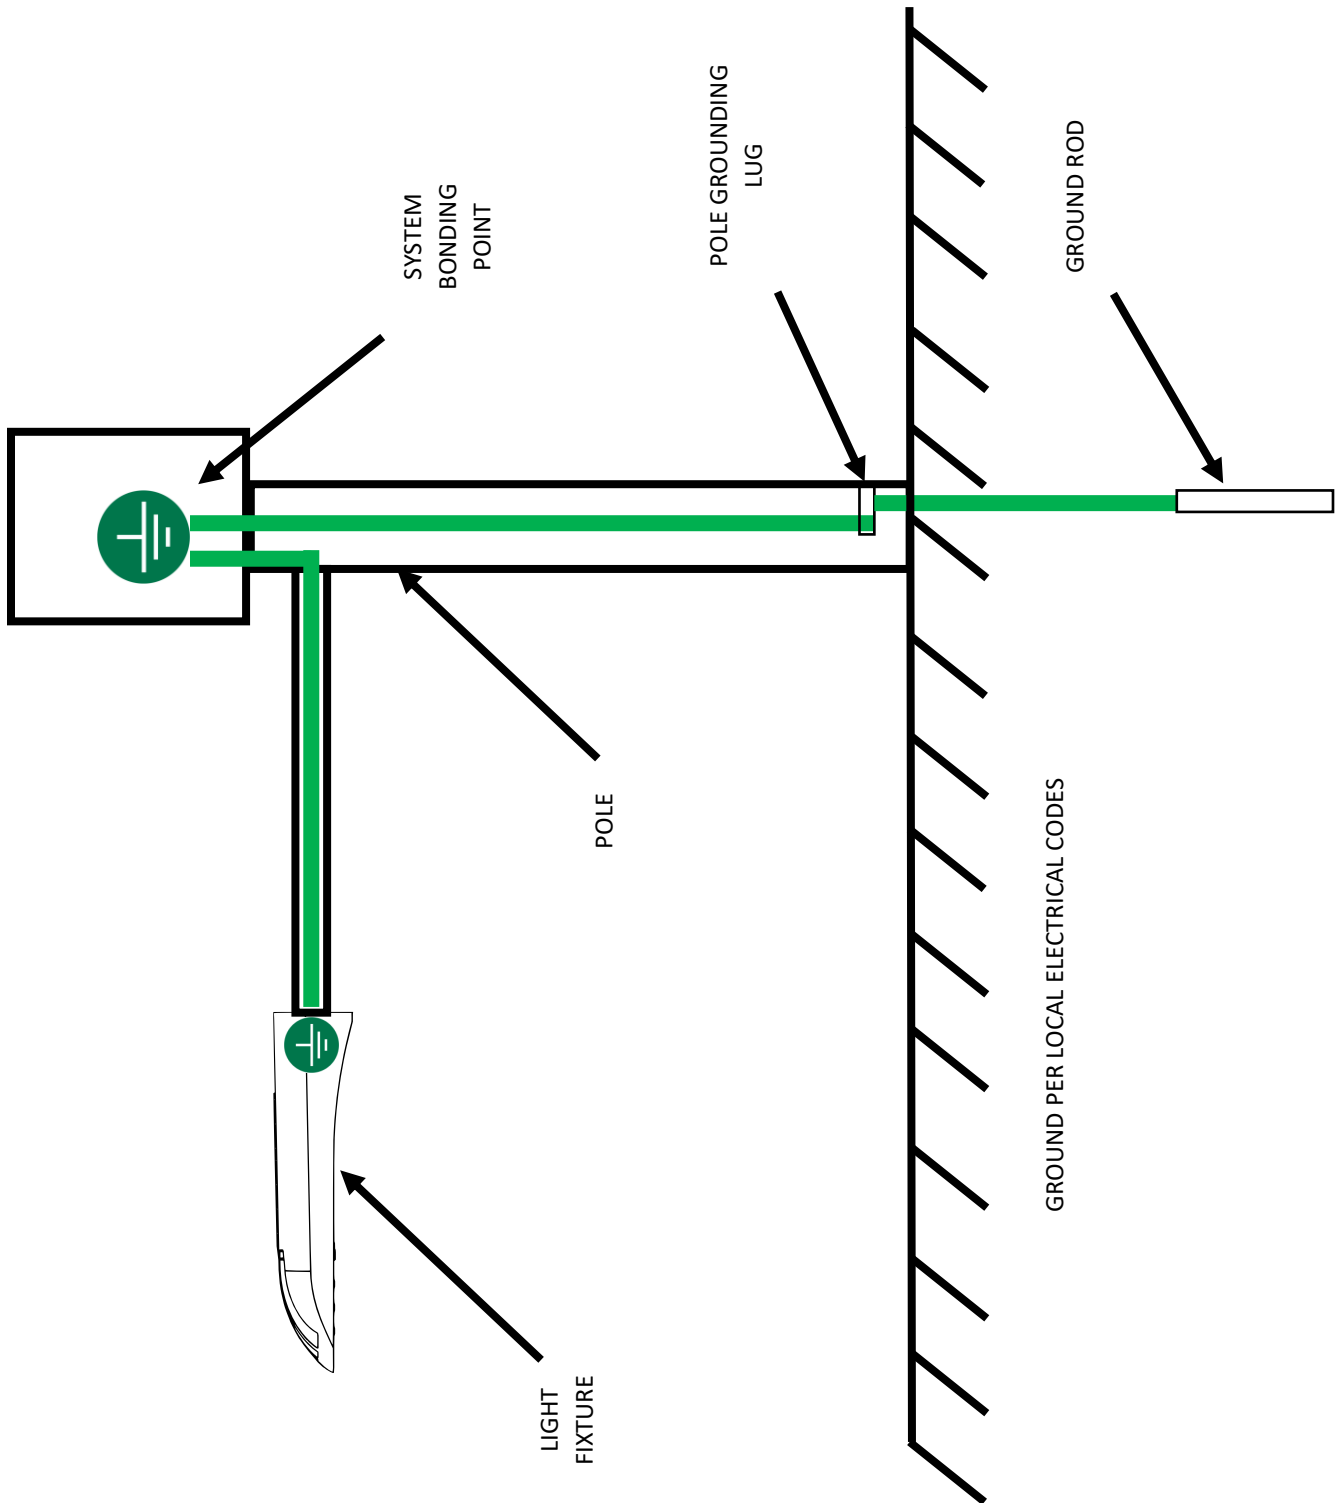 SYSTEM
BONDING
POINT
POLE GROUNDING
LUG
GROUND ROD
POLE
LIGHT
FIXTURE
GROUND PER LOCAL ELECTRICAL CODES